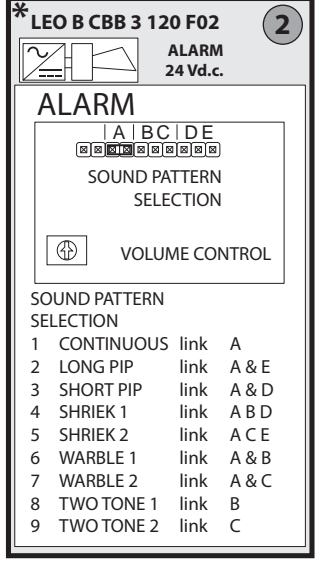 *LEO B CBB 3 120 F02
2
ALARM
24 Vd.c.
ALARM
| A | B C | D E
SOUND PATTERN
SELECTION
VOLUME CONTROL
SOUND PATTERN
SELECTION
1 CONTINUOUS link A
2 LONG PIP link A & E
3 SHORT PIP link A & D
4 SHRIEK 1 link A B D
5 SHRIEK 2 link A C E
6 WARBLE 1 link A & B
7 WARBLE 2 link A & C
8 TWO TONE 1 link B
9 TWO TONE 2 link C